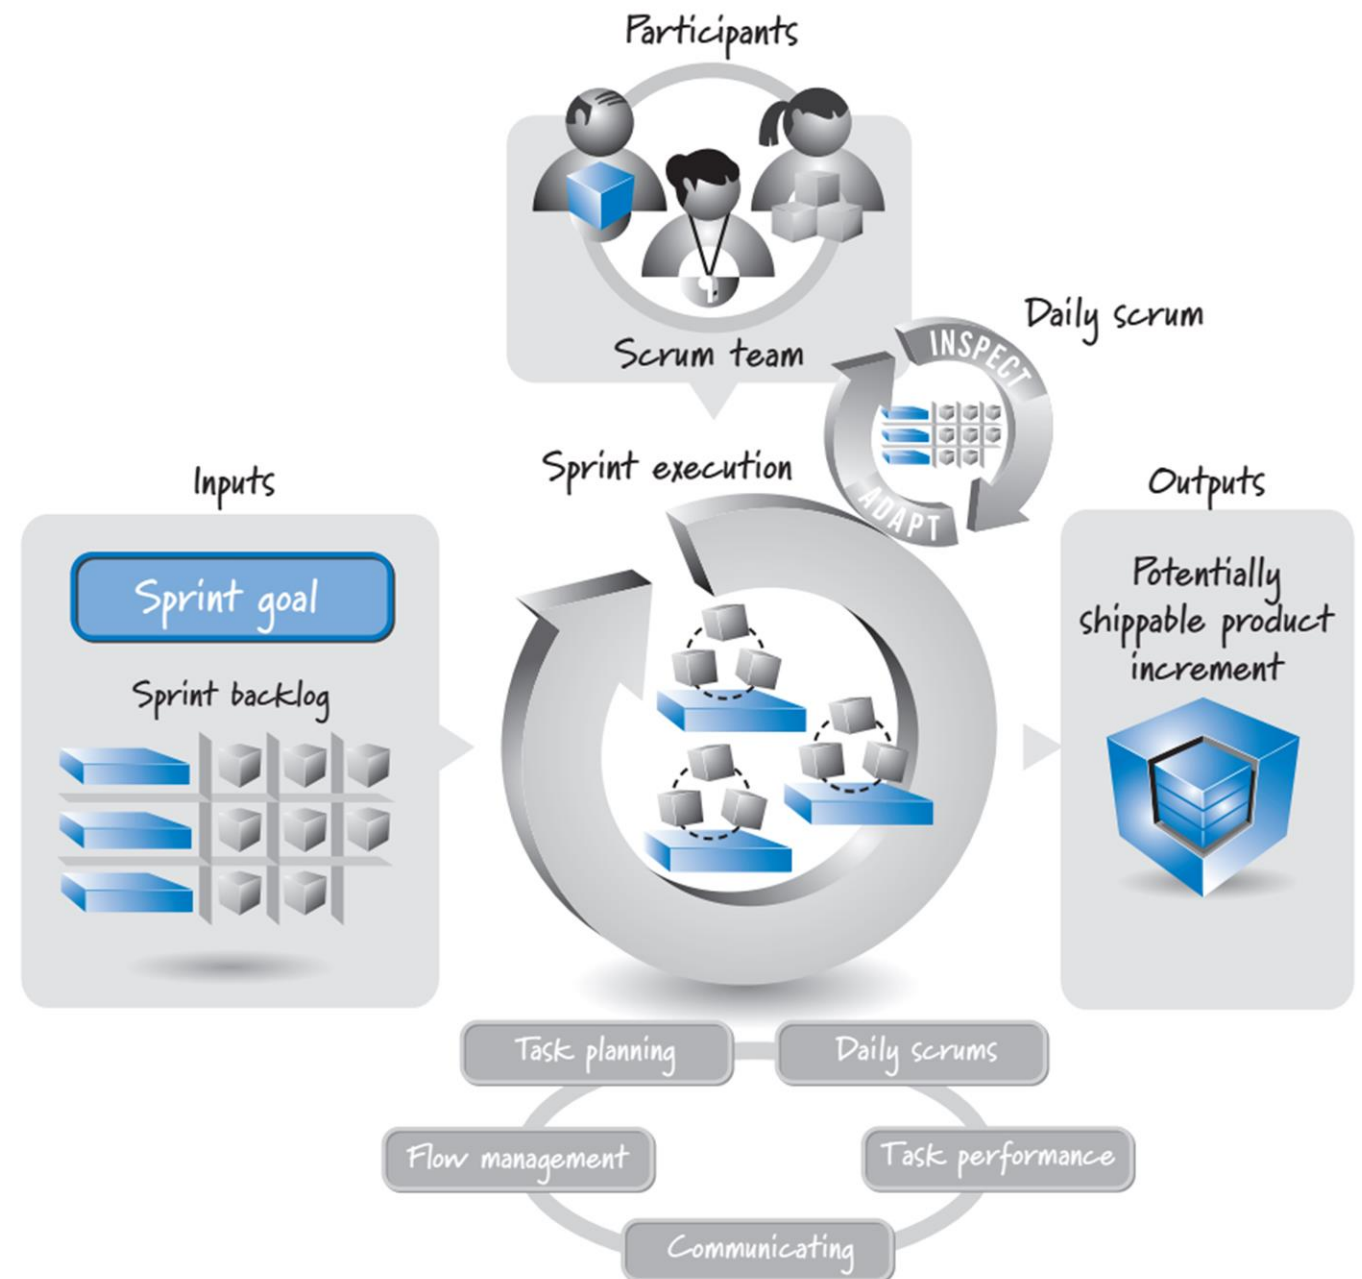 Participants
Scrum team
Daily scrum
INSPECT
ADAPT
Sprint execution
Inputs
Sprint goal
Sprint backlog
Outputs
Potentially
shippable product
increment
Task planning
Daily scrums
Flow management
Task performance
Communicating